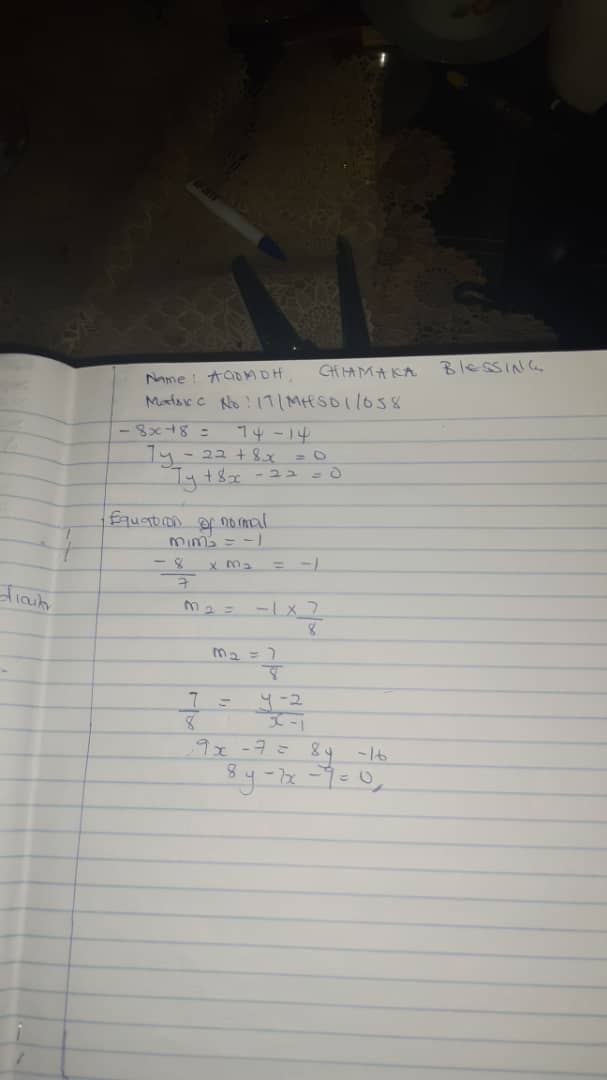 Name: AGOMOH, CHIAMAKA BLESSING
Matric No: 17/MHS01/058
-8x+8 = 7y-14
7y - 22 + 8x = 0
7y+8x - 22 = 0
Equation of normal
m1m2 = -1
-8/7 x m2 = -1
m2 = -1 x 7/8
m2 = 7/8
7/8 = y-2/x-1
7x - 7 = 8y - 16
8y - 7x - 9 = 0